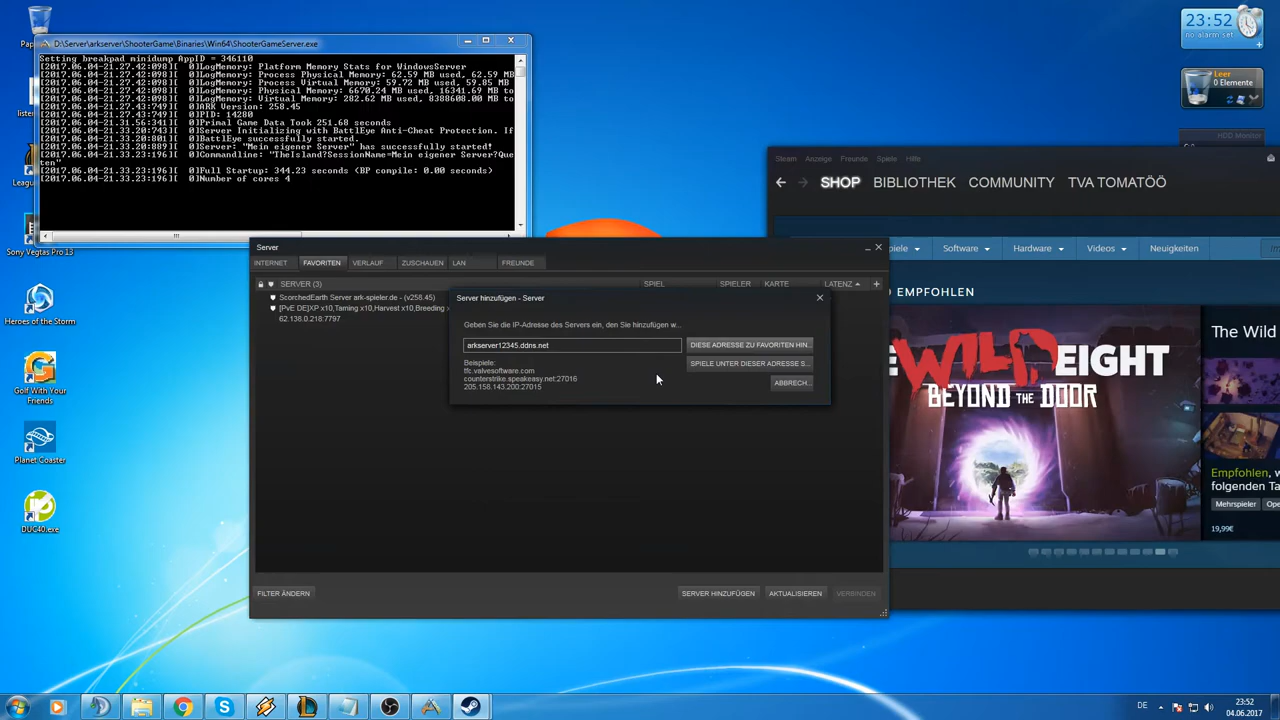 23:52
no alarm set
Leer
0 Elemente
HDD Monitor
D:\Server\arkserver\ShooterGame\Binaries\Win64\ShooterGameServer.exe
Setting breakpad minidump AppID = 346110
[2017.06.04-21.27.42:098][ 0]LogMemory: Platform Memory Stats for WindowsServer
[2017.06.04-21.27.42:098][ 0]LogMemory: Process Physical Memory: 62.59 MB used, 62.59 MB
[2017.06.04-21.27.42:098][ 0]LogMemory: Process Virtual Memory: 59.72 MB used, 59.85 MB
[2017.06.04-21.27.42:098][ 0]LogMemory: Physical Memory: 6670.24 MB used, 16341.69 MB to
[2017.06.04-21.27.42:098][ 0]LogMemory: Virtual Memory: 282.62 MB used, 8388608.00 MB to
[2017.06.04-21.27.43:749][ 0]ARK Version: 258.45
[2017.06.04-21.27.43:749][ 0]PID: 14280
[2017.06.04-21.31.56:341][ 0]Primal Game Data Took 251.68 seconds
[2017.06.04-21.33.20:743][ 0]Server Initializing with BattlEye Anti-Cheat Protection. If
[2017.06.04-21.33.20:801][ 0]BattlEye successfully started.
[2017.06.04-21.33.20:889][ 0]Server: "Mein eigener Server" has successfully started!
[2017.06.04-21.33.23:196][ 0]Commandline: "TheIsland?SessionName=Mein eigener Server?Que
ten"
[2017.06.04-21.33.23:196][ 0]Full Startup: 344.23 seconds (BP compile: 0.00 seconds)
[2017.06.04-21.33.23:196][ 0]Number of cores 4
Sony Vegtas Pro 13
Heroes of the Storm
Golf With Your
Friends
Planet Coaster
DUC40.exe
Steam Anzeige Freunde Spiele Hilfe
SHOP BIBLIOTHEK COMMUNITY TVA TOMATOÖ
Software Hardware Videos Neuigkeiten
EMPFOHLEN
WILD EIGHT
BEYOND THE DOOR
The Wild
Empfohlen, w
folgenden Ta
Mehrspieler
19,99€
Server
INTERNET FAVORITEN VERLAUF ZUSCHAUEN LAN FREUNDE
SERVER (3) SPIEL SPIELER KARTE LATENZ
ScorchedEarth Server ark-spieler.de - (v258.45)
[PvE DE]XP x10,Taming x10,Harvest x10,Breeding
62.138.0.218:7797
Server hinzufügen - Server
Geben Sie die IP-Adresse des Servers ein, den Sie hinzufügen w...
arkserver12345.ddns.net
DIESE ADRESSE ZU FAVORITEN HIN...
SPIELE UNTER DIESER ADRESSE S...
ABBRECH...
Beispiele:
tfc.valvesoftware.com
counterstrike.speakeasy.net:27016
205.158.143.200:27015
FILTER ÄNDERN SERVER HINZUFÜGEN AKTUALISIEREN VERBINDEN
DE
23:52
04.06.2017